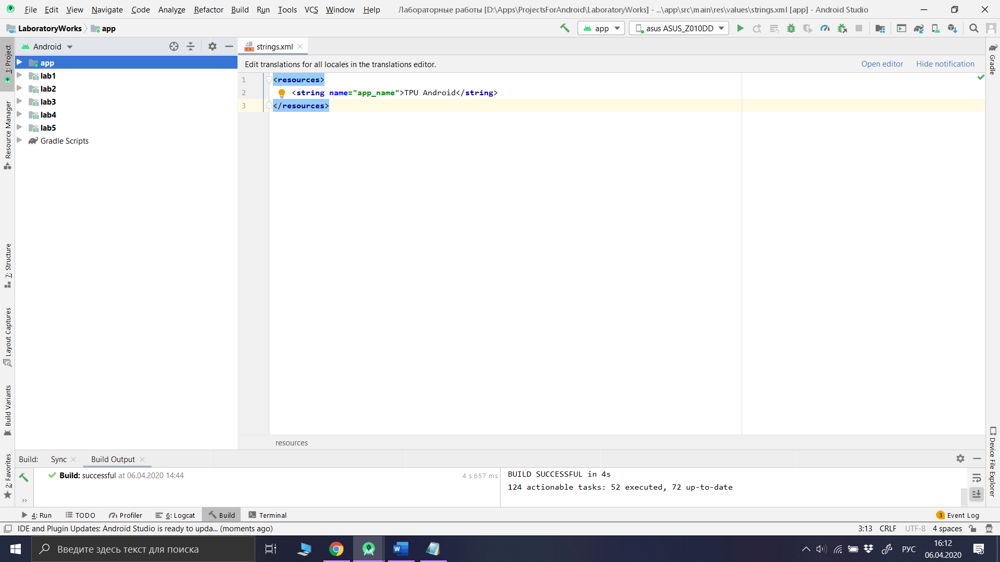 File Edit View Navigate Code Analyze Refactor Build Run Tools VCS Window Help Лабораторные работы [D:\Apps\ProjectsForAndroid\LaboratoryWorks] - ...\app\src\main\res\values\strings.xml [app] - Android Studio
LaboratoryWorks app app asus ASUS_Z010DD
1: Project
Resource Manager
7: Structure
Layout Captures
Build Variants
2: Favorites
Android
app
lab1
lab2
lab3
lab4
lab5
Gradle Scripts
strings.xml
Edit translations for all locales in the translations editor. Open editor Hide notification
1 <resources>
2 <string name="app_name">TPU Android</string>
3 </resources>
resources
Gradle
Device File Explorer
Build: Sync Build Output
Build: successful at 06.04.2020 14:44 4 s 657 ms
BUILD SUCCESSFUL in 4s
124 actionable tasks: 52 executed, 72 up-to-date
4: Run TODO Profiler 6: Logcat Build Terminal 3 Event Log
IDE and Plugin Updates: Android Studio is ready to upda... (moments ago) 3:13 CRLF UTF-8 4 spaces
Введите здесь текст для поиска РУС 16:12
06.04.2020